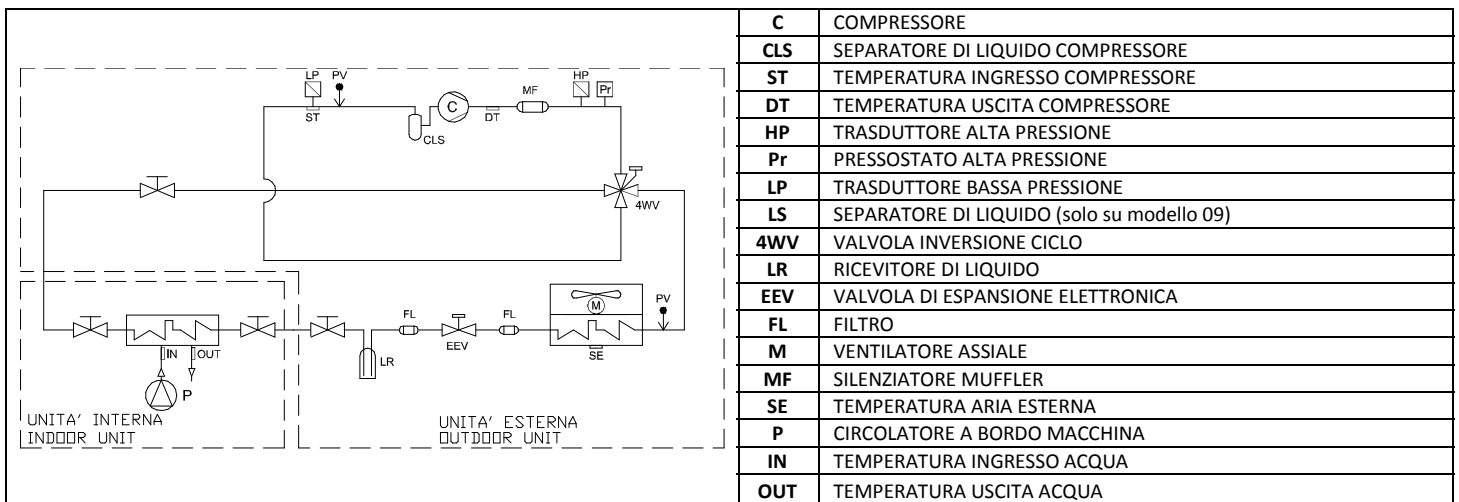 LP PV
ST
CLS
C
DT
MF
HP
Pr
4WV
PV
M
SE
FL
EEV
FL
LR
IN OUT
P
UNITA' INTERNA
INDOOR UNIT
UNITA' ESTERNA
OUTDOOR UNIT
C COMPRESSORE
CLS SEPARATORE DI LIQUIDO COMPRESSORE
ST TEMPERATURA INGRESSO COMPRESSORE
DT TEMPERATURA USCITA COMPRESSORE
HP TRASDUTTORE ALTA PRESSIONE
Pr PRESSOSTATO ALTA PRESSIONE
LP TRASDUTTORE BASSA PRESSIONE
LS SEPARATORE DI LIQUIDO (solo su modello 09)
4WV VALVOLA INVERSIONE CICLO
LR RICEVITORE DI LIQUIDO
EEV VALVOLA DI ESPANSIONE ELETTRONICA
FL FILTRO
M VENTILATORE ASSIALE
MF SILENZIATORE MUFFLER
SE TEMPERATURA ARIA ESTERNA
P CIRCOLATORE A BORDO MACCHINA
IN TEMPERATURA INGRESSO ACQUA
OUT TEMPERATURA USCITA ACQUA